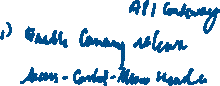 API Gateway
1) Enable Canary release
Access-Control-Allow-Headers